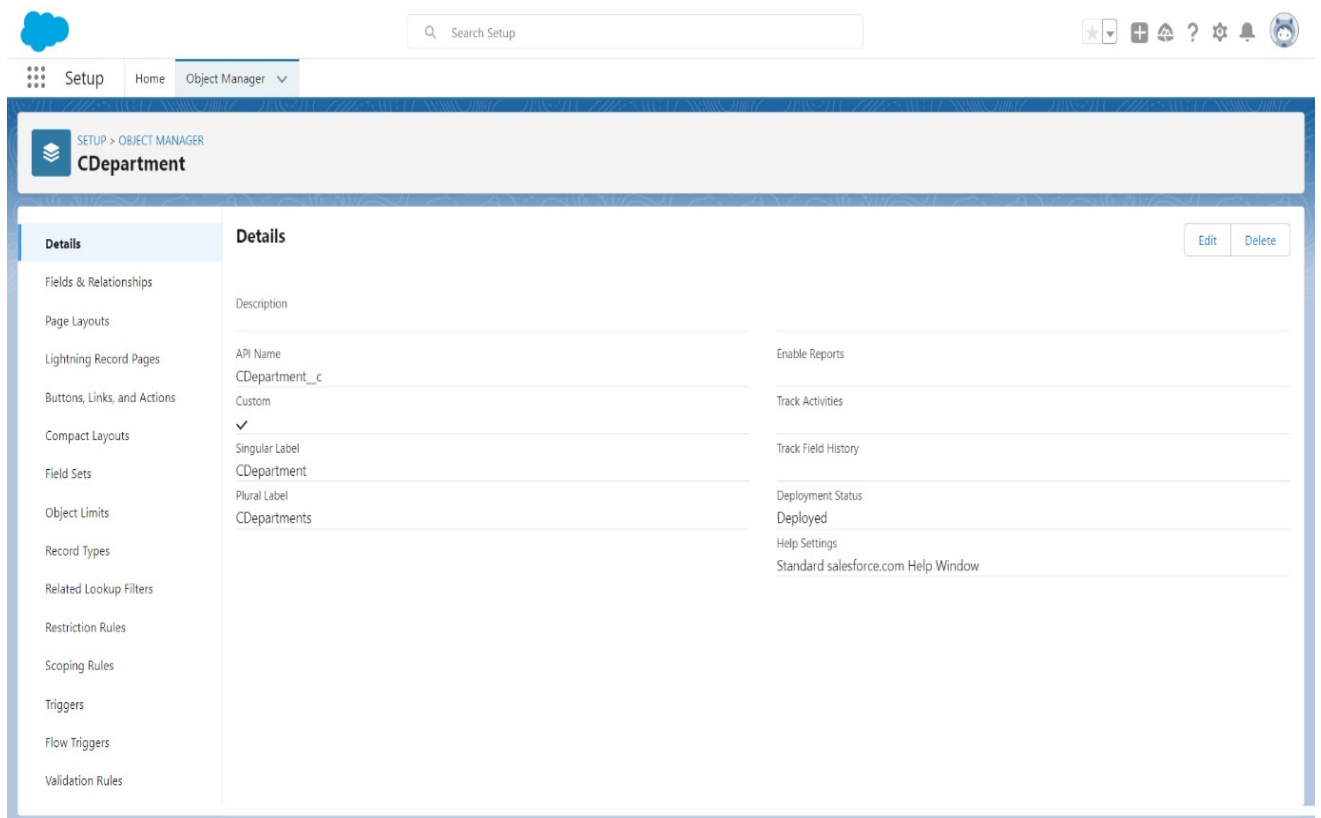 Search Setup
Setup
Home
Object Manager
SETUP > OBJECT MANAGER
CDepartment
Details
Fields & Relationships
Page Layouts
Lightning Record Pages
Buttons, Links, and Actions
Compact Layouts
Field Sets
Object Limits
Record Types
Related Lookup Filters
Restriction Rules
Scoping Rules
Triggers
Flow Triggers
Validation Rules
Details
Edit
Delete
Description
API Name
CDepartment__c
Custom
Singular Label
CDepartment
Plural Label
CDepartments
Enable Reports
Track Activities
Track Field History
Deployment Status
Deployed
Help Settings
Standard salesforce.com Help Window